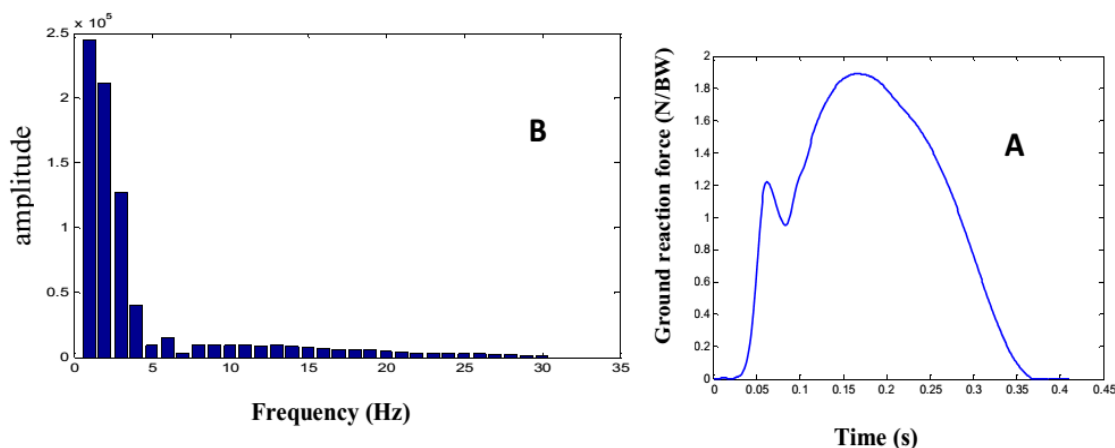 × 10⁵
2.5
2
1.5
1
0.5
0
0 5 10 15 20 25 30 35
amplitude
Frequency (Hz)
B
2
1.8
1.6
1.4
1.2
1
0.8
0.6
0.4
0.2
0
0 0.05 0.1 0.15 0.2 0.25 0.3 0.35 0.4 0.45
Ground reaction force (N/BW)
Time (s)
A